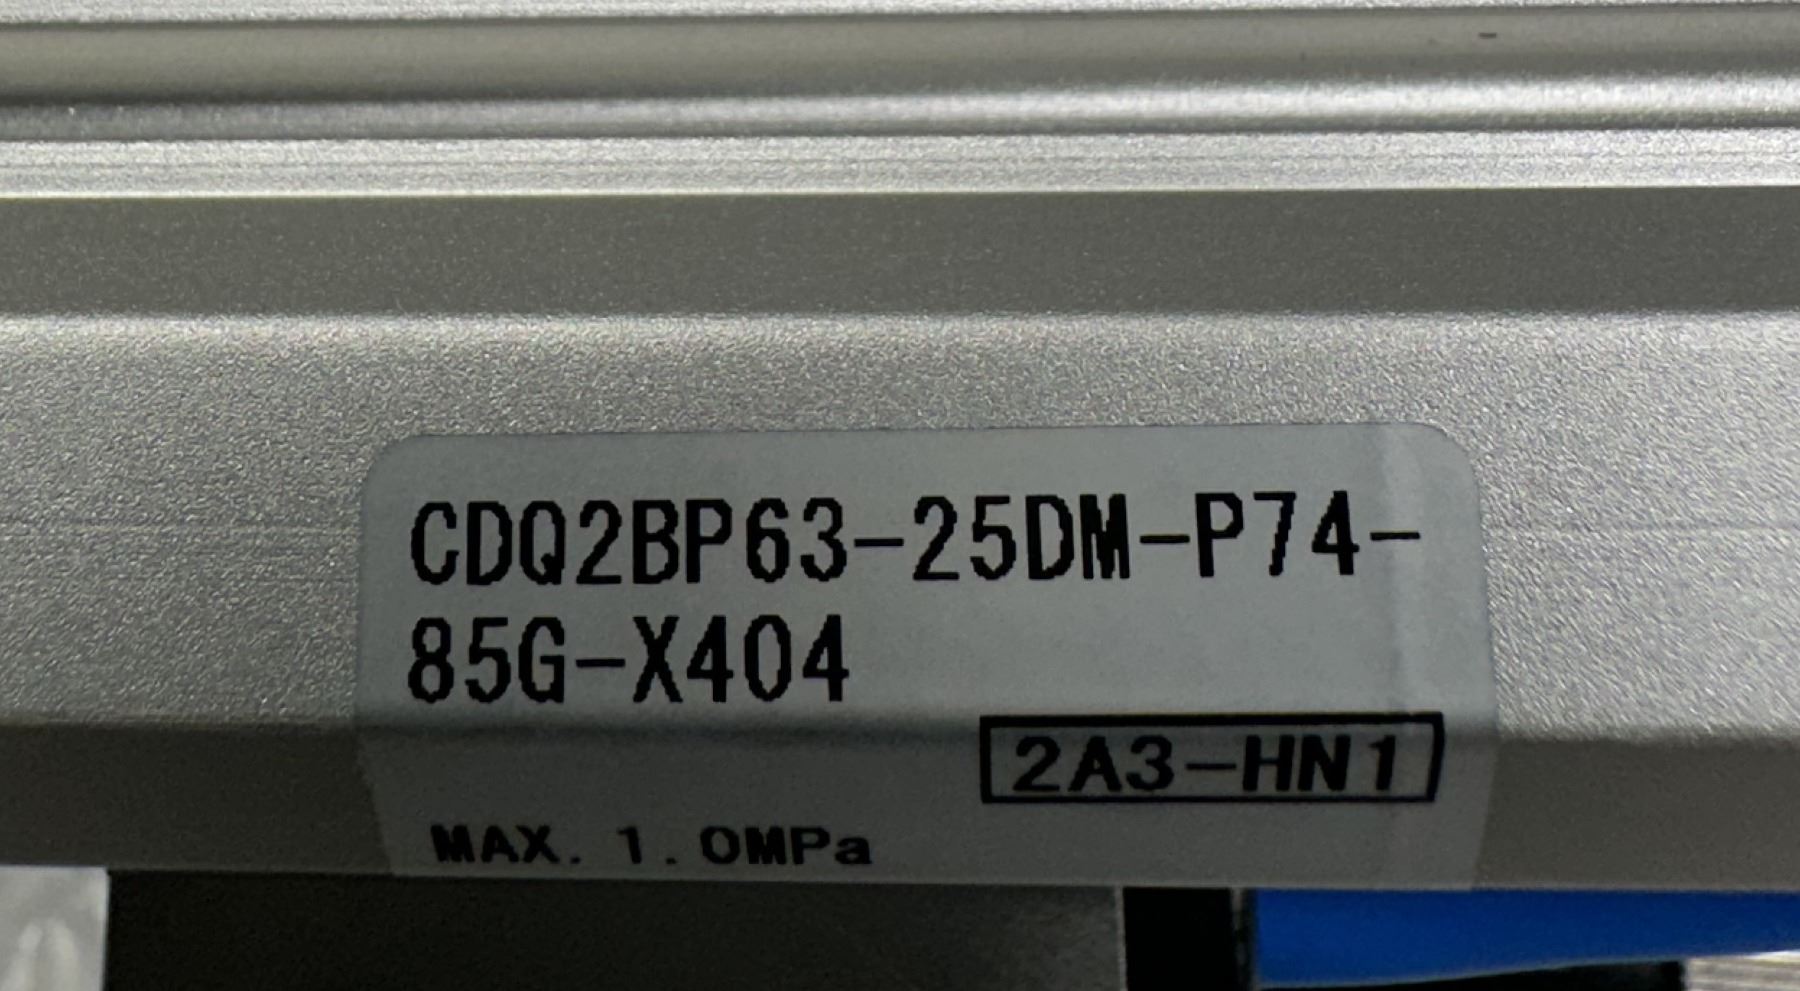 CDQ2BP63-25DM-P74-
85G-X404
2A3-HN1
MAX. 1.0MPa